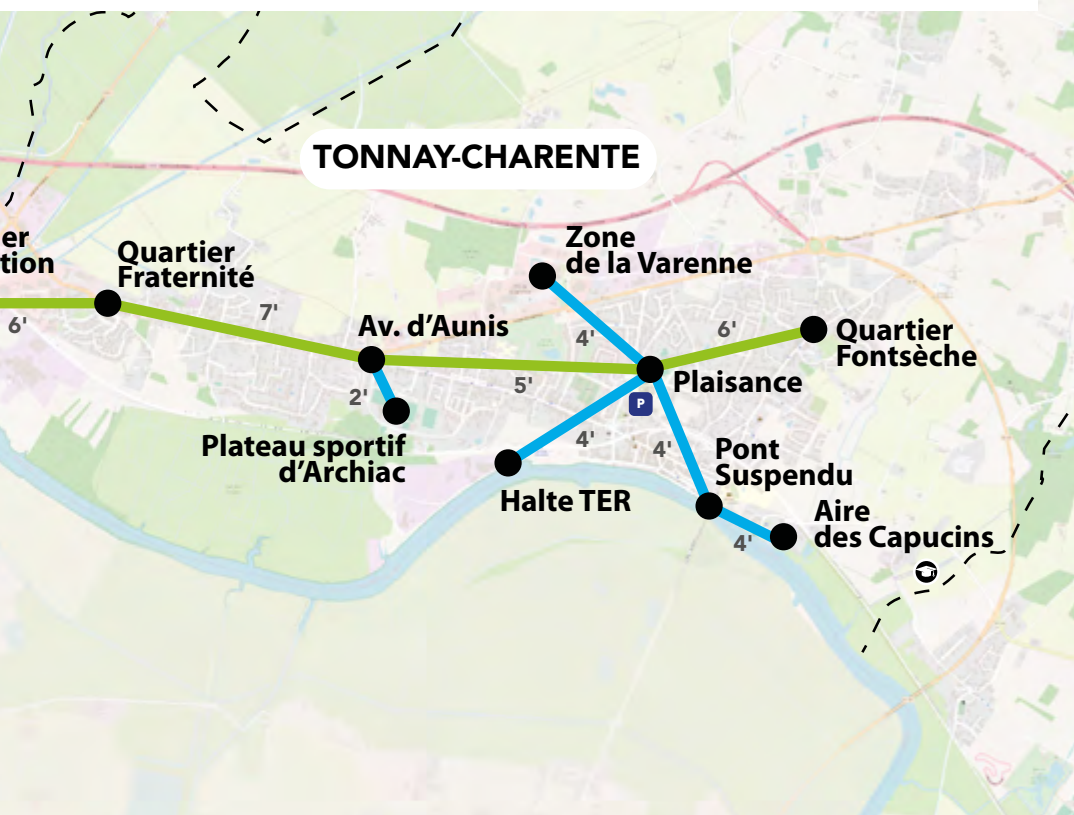 TONNAY-CHARENTE
er
tion
6'
Quartier
Fraternité
7'
Av. d'Aunis
2'
Plateau sportif
d'Archiac
5'
Zone
de la Varenne
4'
6'
Quartier
Fontsèche
Plaisance
P
4'
Halte TER
4'
Pont
Suspendu
4'
Aire
des Capucins